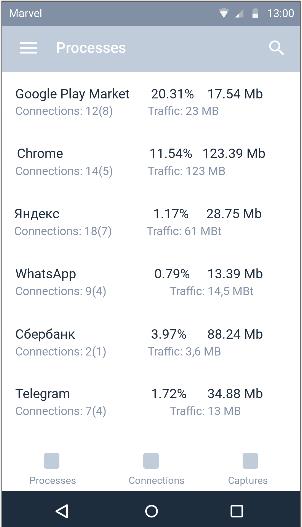 Marvel 13:00
Processes
Google Play Market 20.31% 17.54 Mb
Connections: 12(8) Traffic: 23 MB
Chrome 11.54% 123.39 Mb
Connections: 14(5) Traffic: 123 MB
Яндекс 1.17% 28.75 Mb
Connections: 18(7) Traffic: 61 MBt
WhatsApp 0.79% 13.39 Mb
Connections: 9(4) Traffic: 14,5 MBt
Сбербанк 3.97% 88.24 Mb
Connections: 2(1) Traffic: 3,6 MB
Telegram 1.72% 34.88 Mb
Connections: 7(4) Traffic: 13 MB
Processes Connections Captures